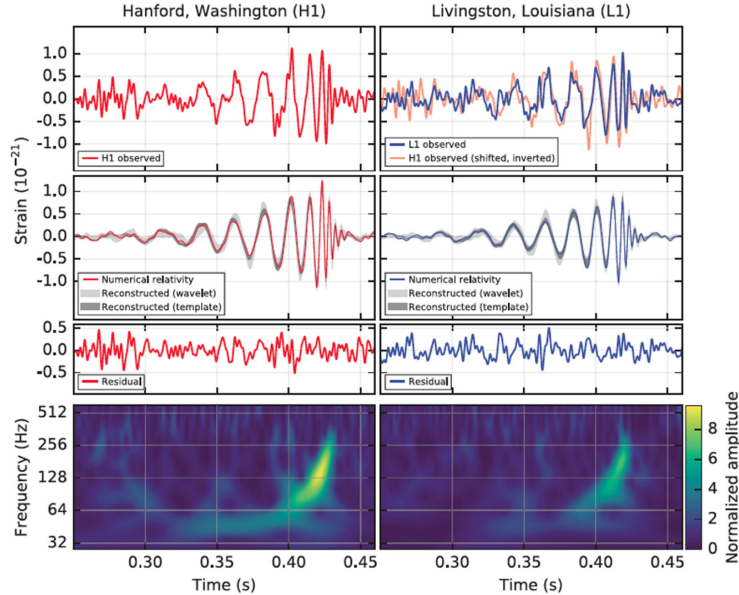 Hanford, Washington (H1)
Livingston, Louisiana (L1)
Strain (10⁻²¹)
1.0
0.5
0.0
-0.5
-1.0
H1 observed
L1 observed
H1 observed (shifted, inverted)
1.0
0.5
0.0
-0.5
-1.0
Numerical relativity
Reconstructed (wavelet)
Reconstructed (template)
Numerical relativity
Reconstructed (wavelet)
Reconstructed (template)
0.5
0.0
-0.5
Residual
Residual
Frequency (Hz)
512
256
128
64
32
Normalized amplitude
8
6
4
2
0
0.30
0.35
0.40
0.45
0.30
0.35
0.40
0.45
Time (s)
Time (s)